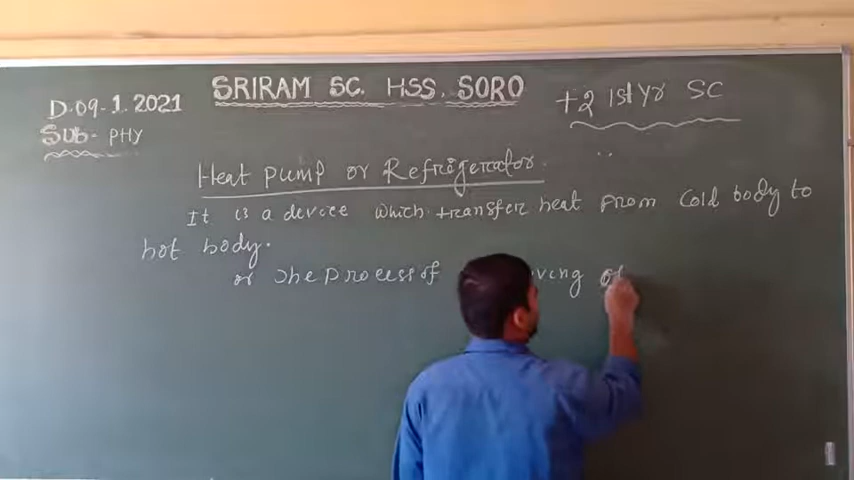 SRIRAM SC. HSS. SORO
D.09-1.2021
+2 1st Yr SC
SUB- PHY
Heat pump or Refrigerator.
It is a device which transfer heat from cold body to
hot body.
or The process of